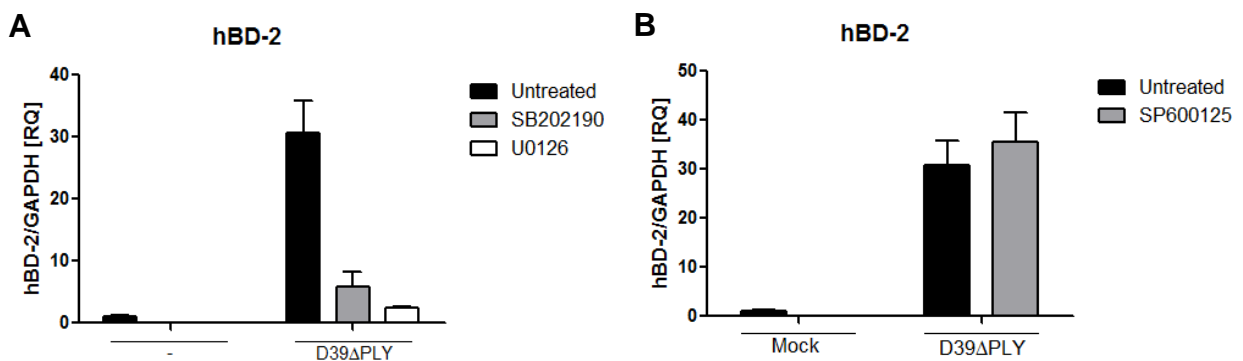 A
hBD-2
hBD-2/GAPDH [RQ]
40
30
20
10
0
-
D39ΔPLY
Untreated
SB202190
U0126
B
hBD-2
hBD-2/GAPDH [RQ]
50
40
30
20
10
0
Mock
D39ΔPLY
Untreated
SP600125